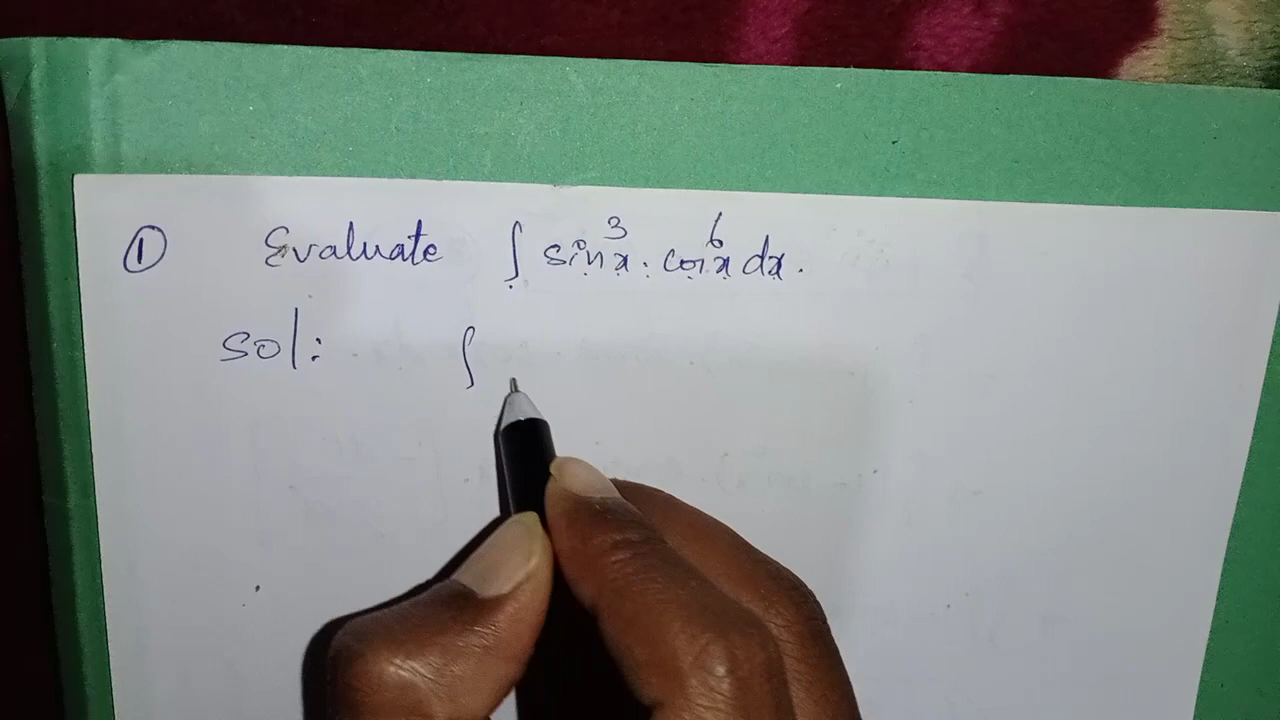 ① Evaluate ∫ sin³x . cos⁶x dx.
Sol: ∫